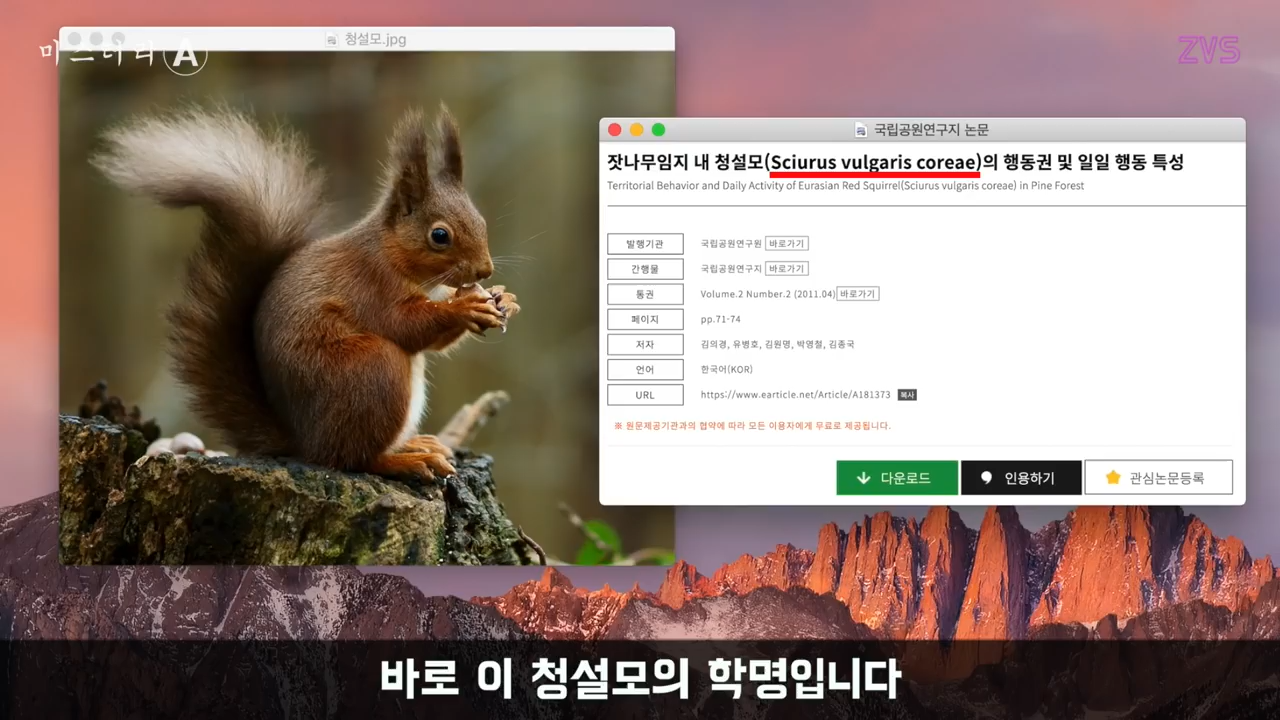 미스터리 A
청설모.jpg
ZVS
국립공원연구지 논문
잣나무임지 내 청설모(Sciurus vulgaris coreae)의 행동권 및 일일 행동 특성
Territorial Behavior and Daily Activity of Eurasian Red Squirrel(Sciurus vulgaris coreae) in Pine Forest
발행기관 국립공원연구원 바로가기
간행물 국립공원연구지 바로가기
통권 Volume.2 Number.2 (2011.04) 바로가기
페이지 pp.71-74
저자 김의경, 유병호, 김원명, 박영철, 김종국
언어 한국어(KOR)
URL https://www.earticle.net/Article/A181373 복사
※ 원문제공기관과의 협약에 따라 모든 이용자에게 무료로 제공됩니다.
다운로드 인용하기 관심논문등록
바로 이 청설모의 학명입니다